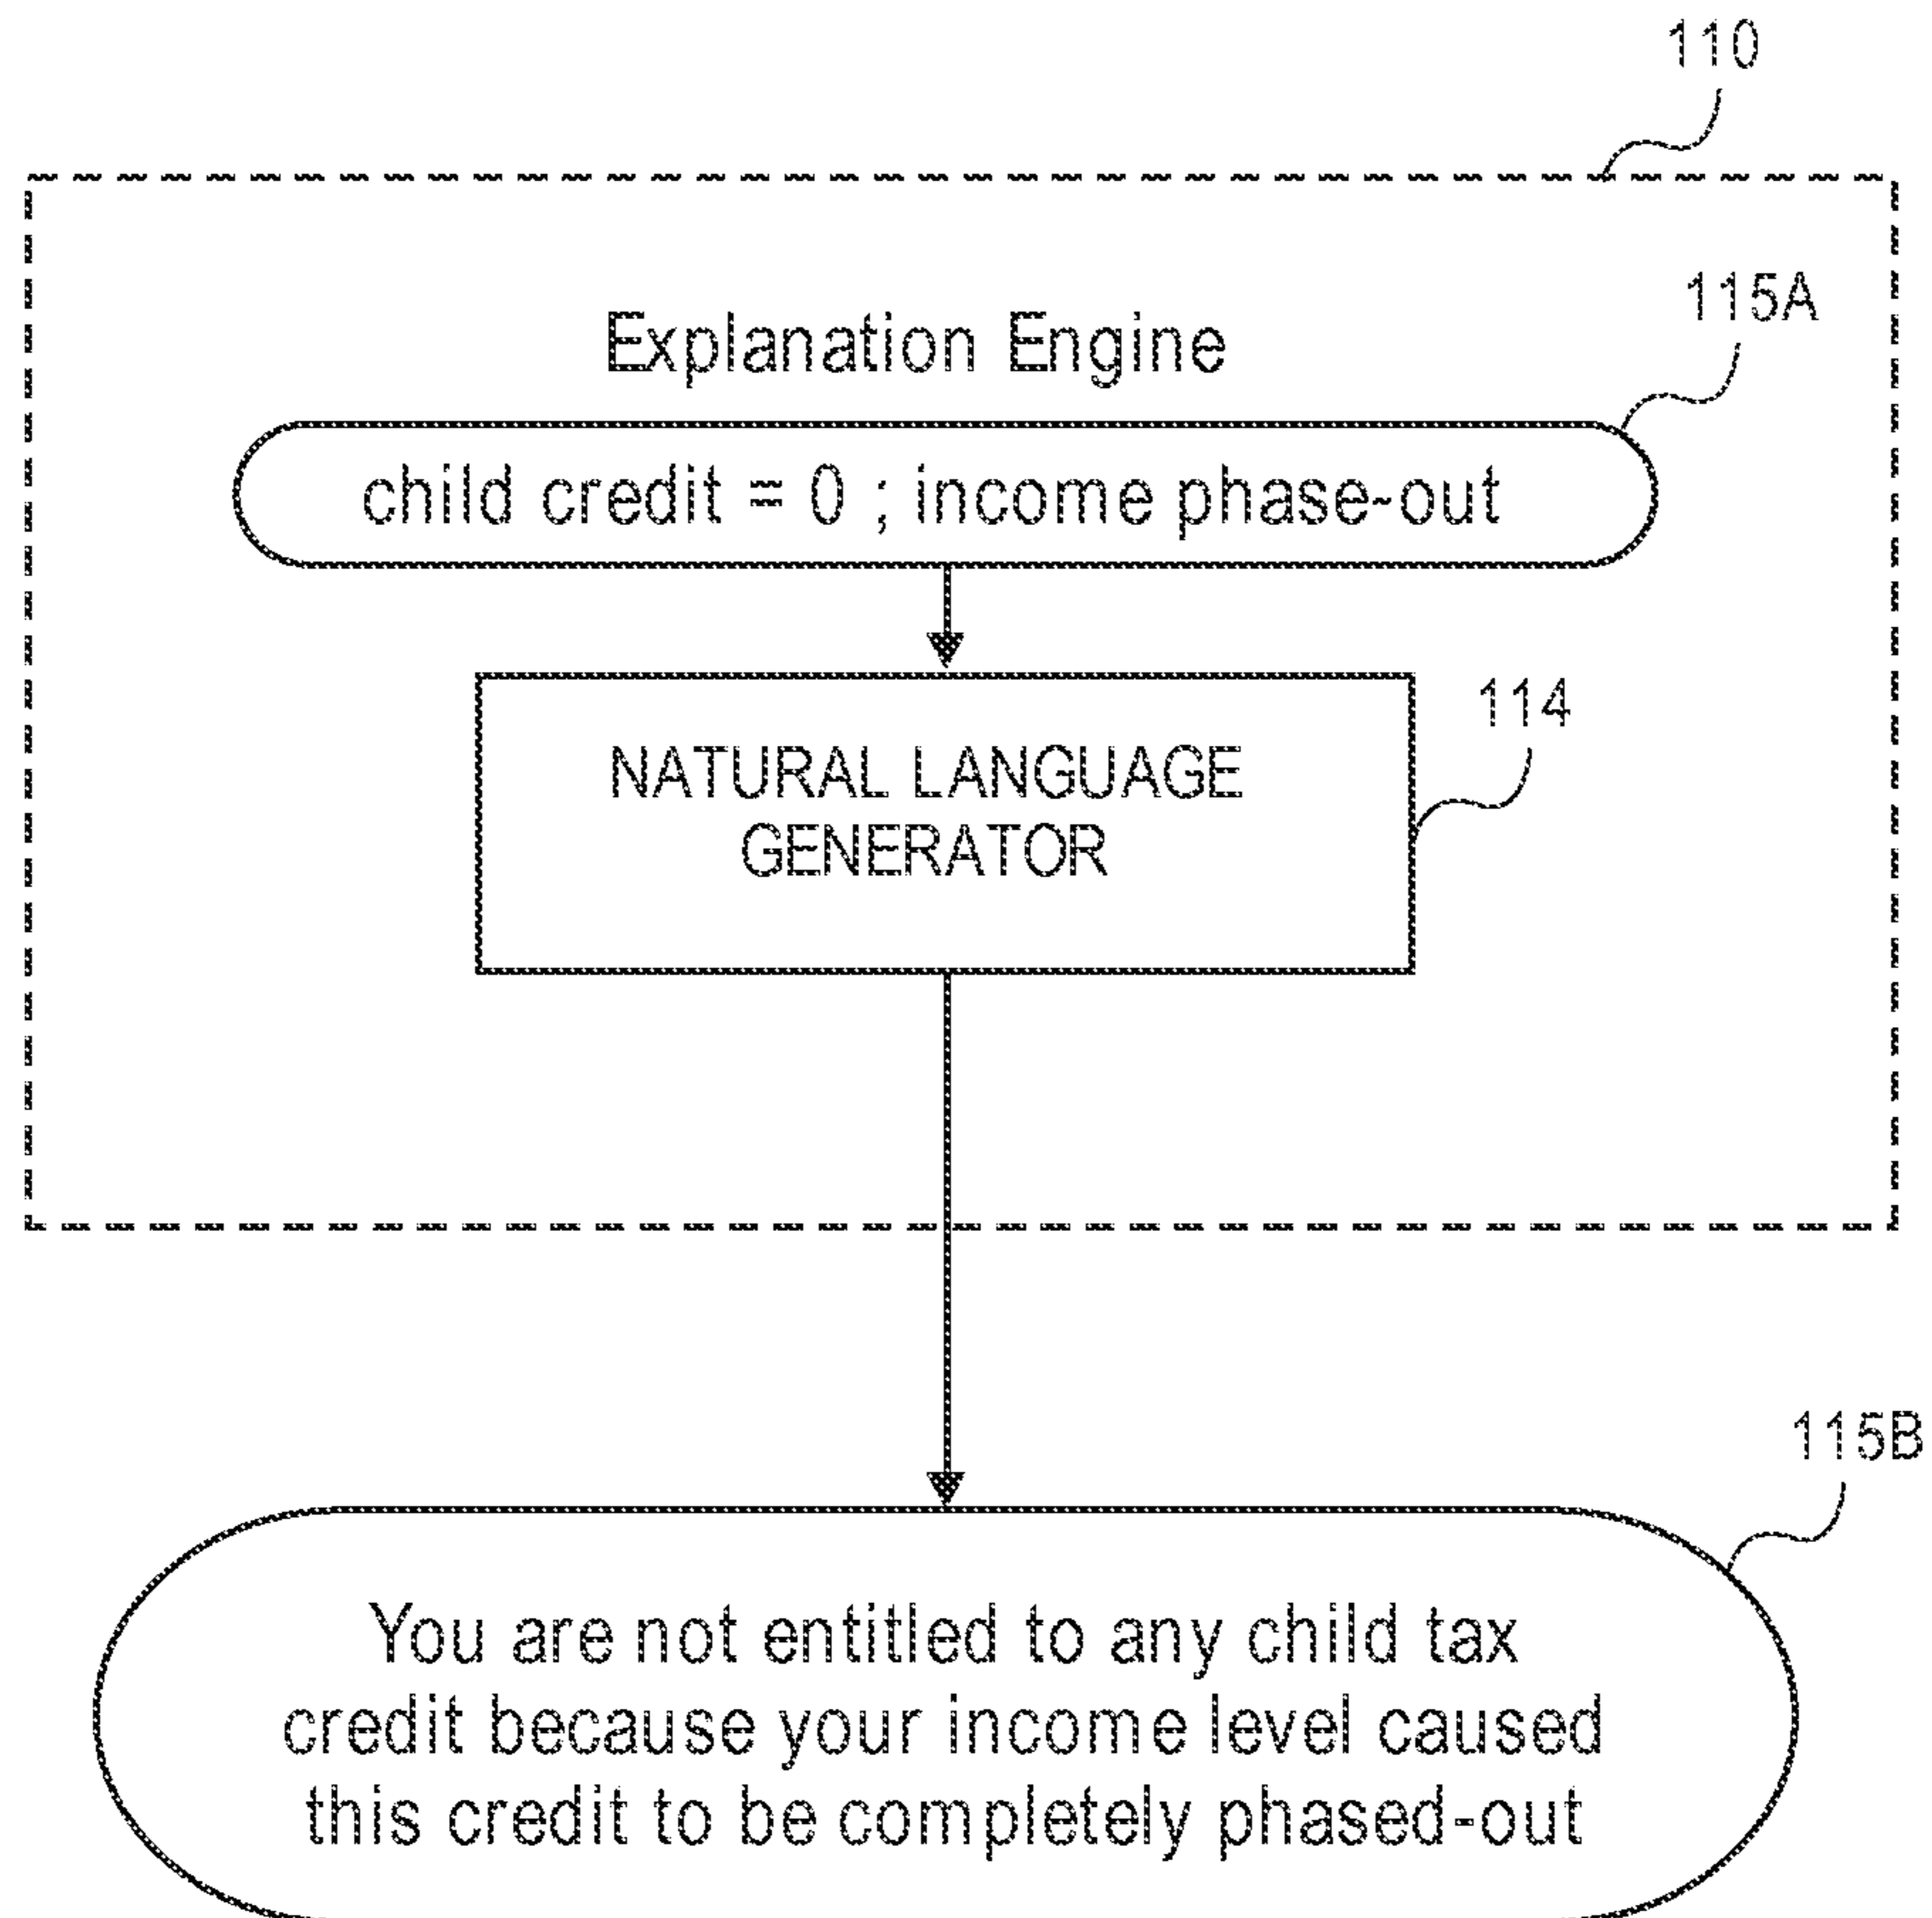 110
115A
Explanation Engine
child credit = 0 ; income phase-out
114
NATURAL LANGUAGE
GENERATOR
115B
You are not entitled to any child tax
credit because your income level caused
this credit to be completely phased-out